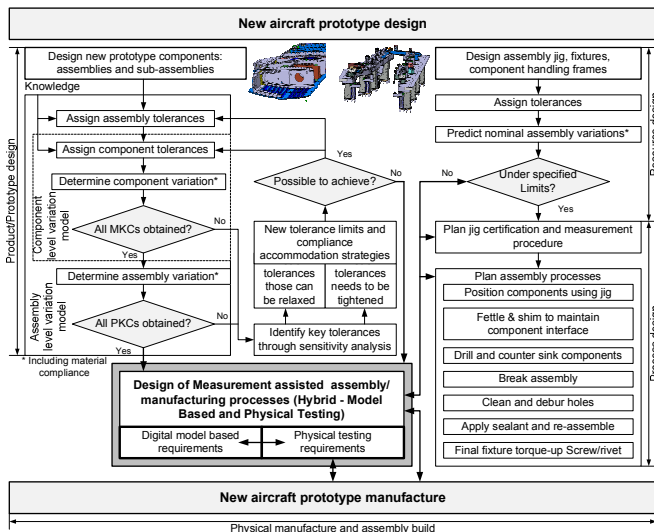 New aircraft prototype design
Design new prototype components:
assemblies and sub-assemblies
Knowledge
Assign assembly tolerances
Assign component tolerances
Determine component variation*
All MKCs obtained?
No
Yes
Determine assembly variation*
All PKCs obtained?
No
Yes
* Including material
compliance
Product/Prototype design
Component
level variation
model
Assembly
level variation
model
Yes
No
Possible to achieve?
New tolerance limits and
compliance
accommodation strategies
tolerances
those can
be relaxed
tolerances
needs to be
tightened
Identify key tolerances
through sensitivity analysis
Design of Measurement assisted assembly/
manufacturing processes (Hybrid - Model
Based and Physical Testing)
Digital model based
requirements
Physical testing
requirements
Design assembly jig, fixtures,
component handling frames
Assign tolerances
Predict nominal assembly variations*
No
Under specified
Limits?
Yes
Plan jig certification and measurement
procedure
Plan assembly processes
Position components using jig
Fettle & shim to maintain
component interface
Drill and counter sink components
Break assembly
Clean and debur holes
Apply sealant and re-assemble
Final fixture torque-up Screw/rivet
Resource design
Process design
New aircraft prototype manufacture
Physical manufacture and assembly build